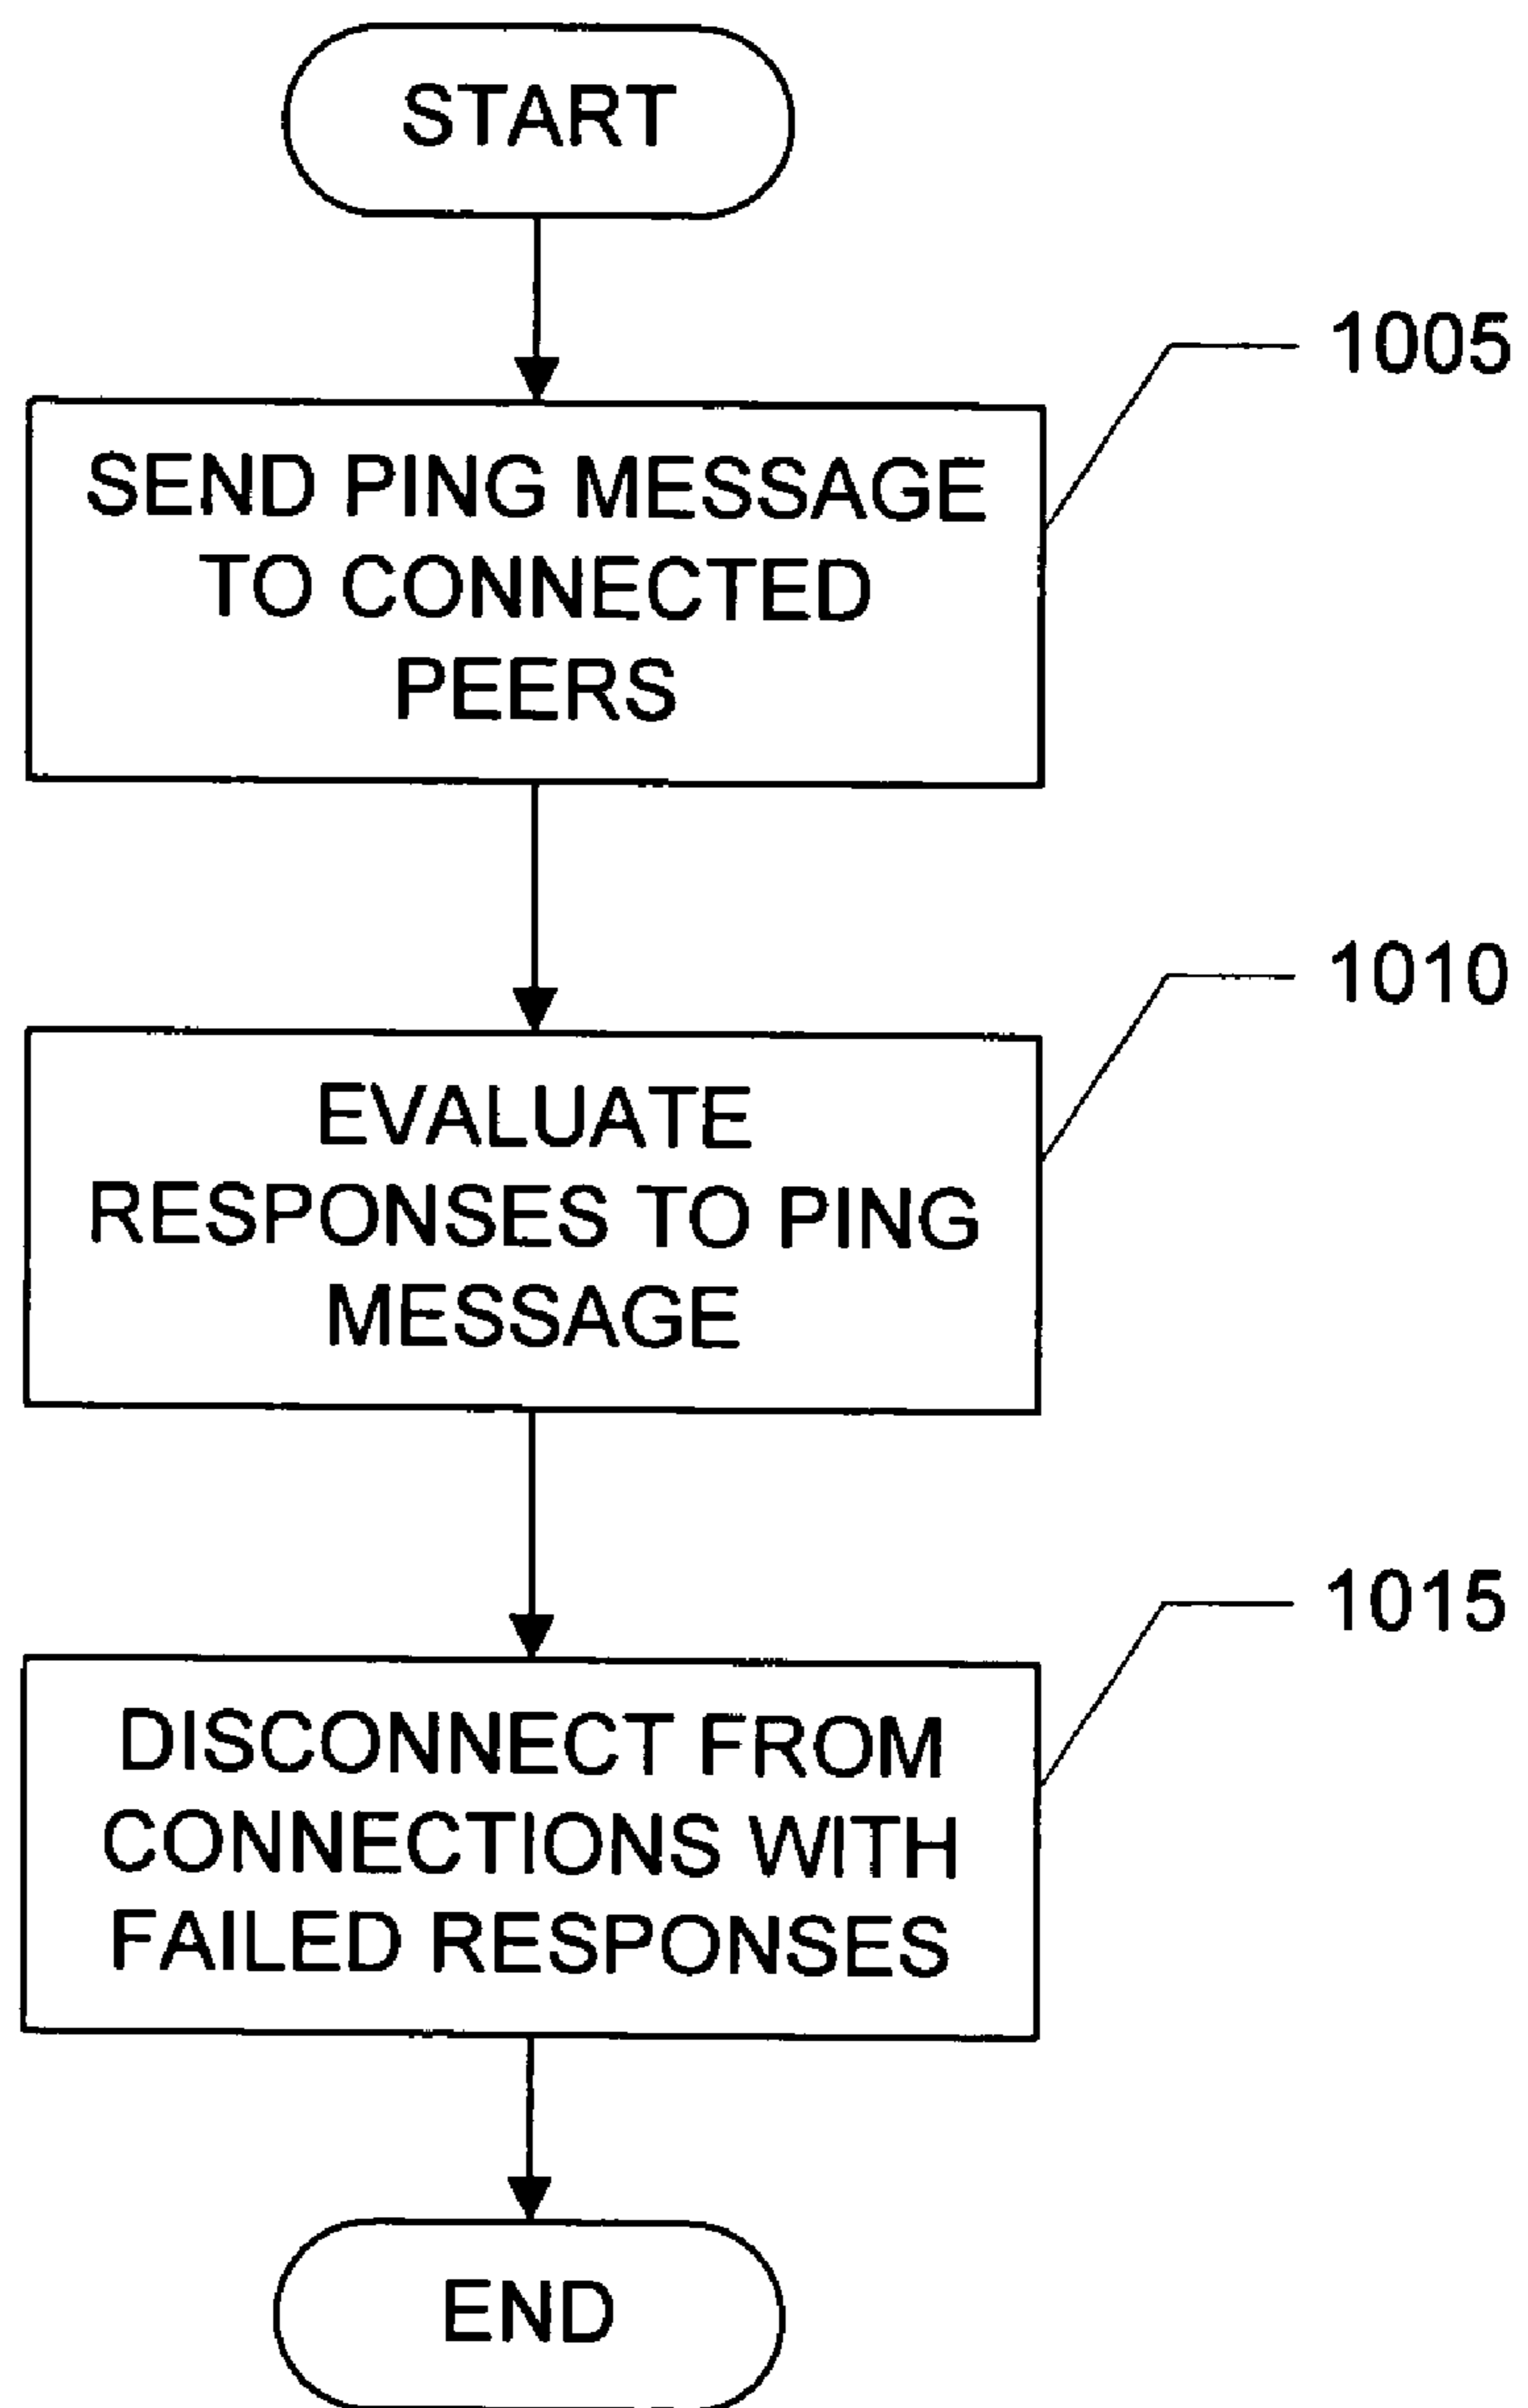 START
1005
SEND PING MESSAGE
TO CONNECTED
PEERS
1010
EVALUATE
RESPONSES TO PING
MESSAGE
1015
DISCONNECT FROM
CONNECTIONS WITH
FAILED RESPONSES
END